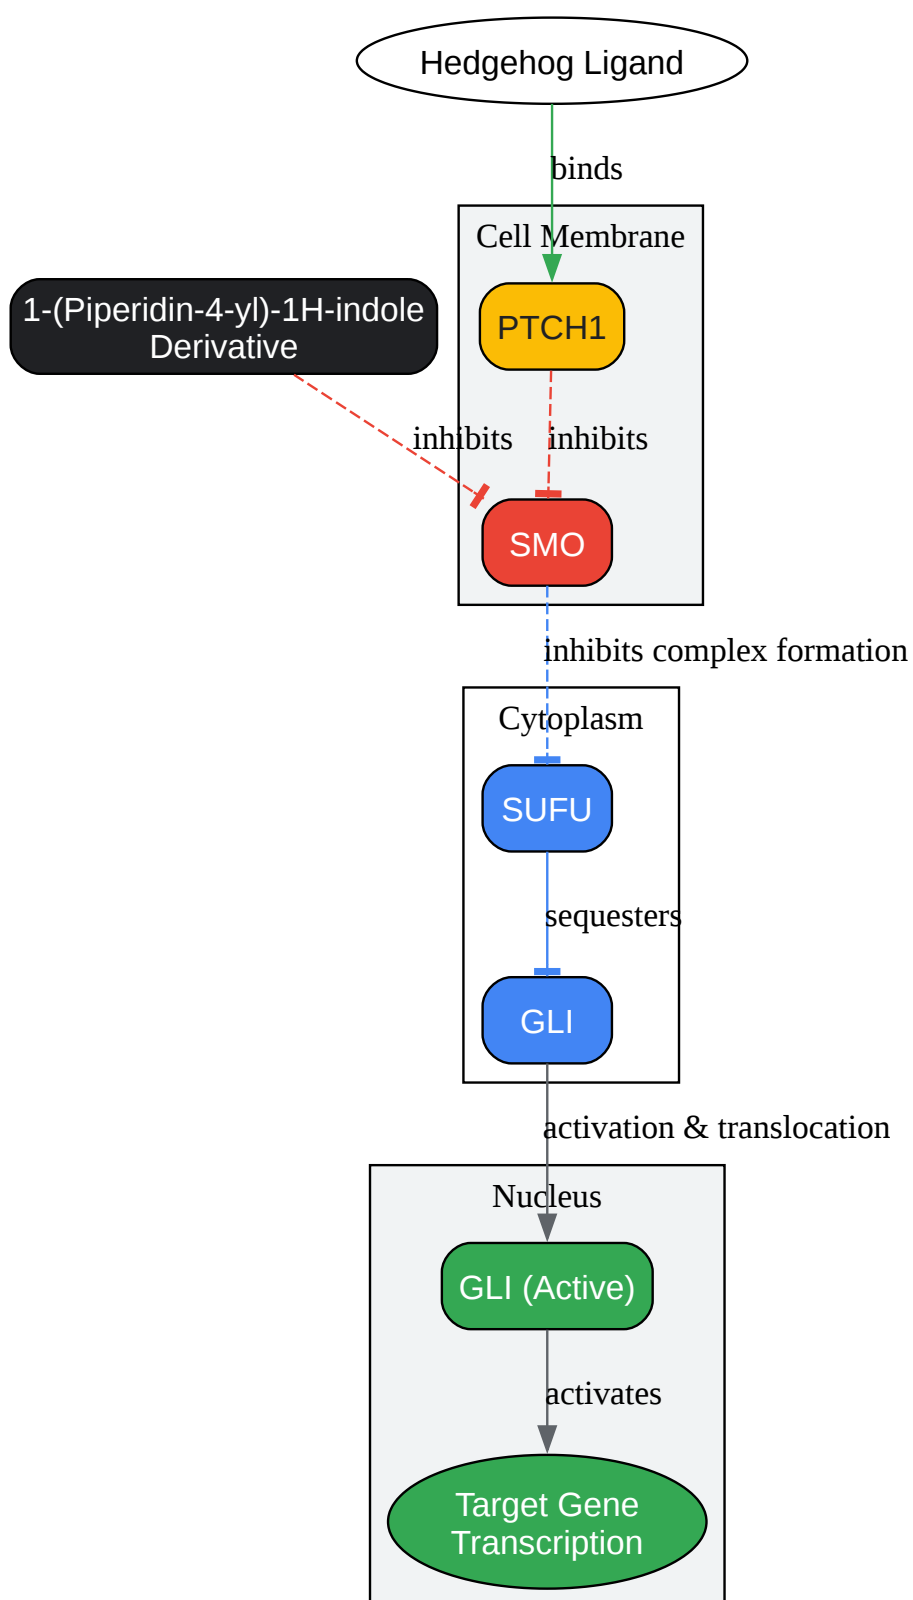 Hedgehog Ligand
binds
Cell Membrane
1-(Piperidin-4-yl)-1H-indole
Derivative
PTCH1
inhibits
inhibits
SMO
inhibits complex formation
Cytoplasm
SUFU
sequesters
GLI
activation & translocation
Nucleus
GLI (Active)
activates
Target Gene
Transcription